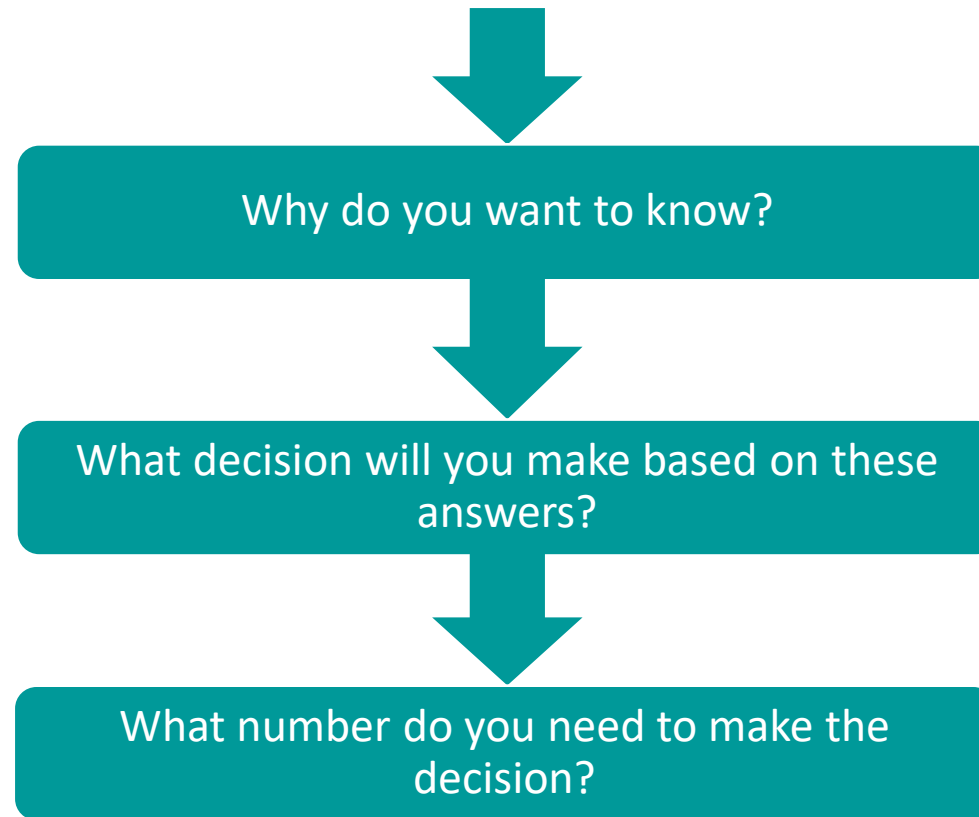 Why do you want to know?
What decision will you make based on these
answers?
What number do you need to make the
decision?